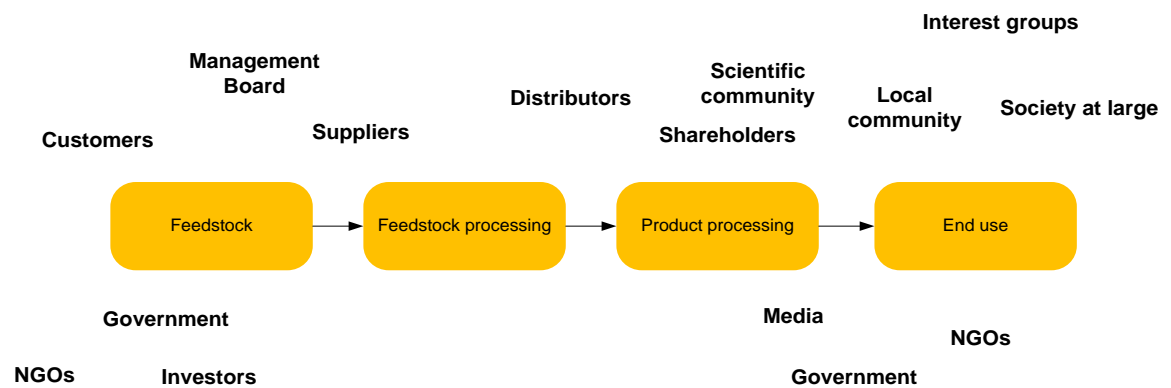 Interest groups
Management
Board
Scientific
community
Distributors
Local
community
Society at large
Customers
Suppliers
Shareholders
Feedstock
Feedstock processing
Product processing
End use
Government
Media
NGOs
NGOs
Investors
Government